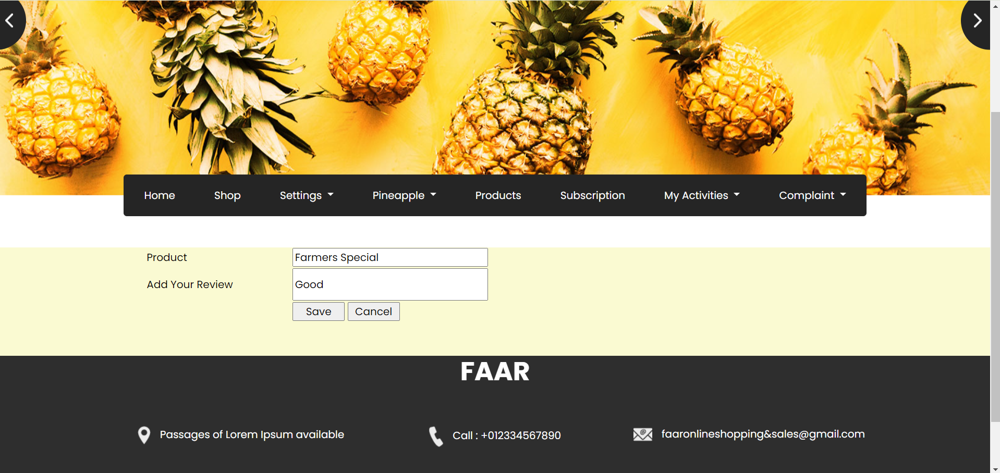 Home Shop Settings Pineapple Products Subscription My Activities Complaint
Product Farmers Special
Add Your Review Good
Save Cancel
FAAR
Passages of Lorem Ipsum available Call : +012334567890 faaronlineshopping&sales@gmail.com